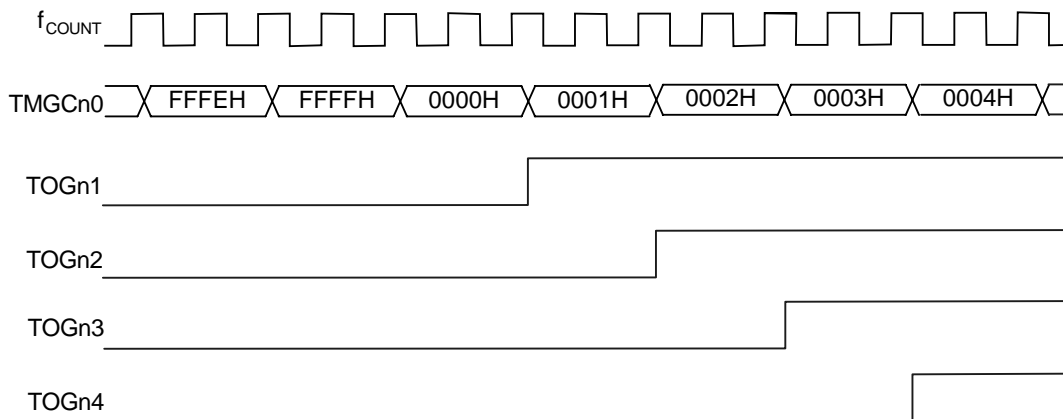 fCOUNT
TMGCn0 FFFEH FFFFH 0000H 0001H 0002H 0003H 0004H
TOGn1
TOGn2
TOGn3
TOGn4